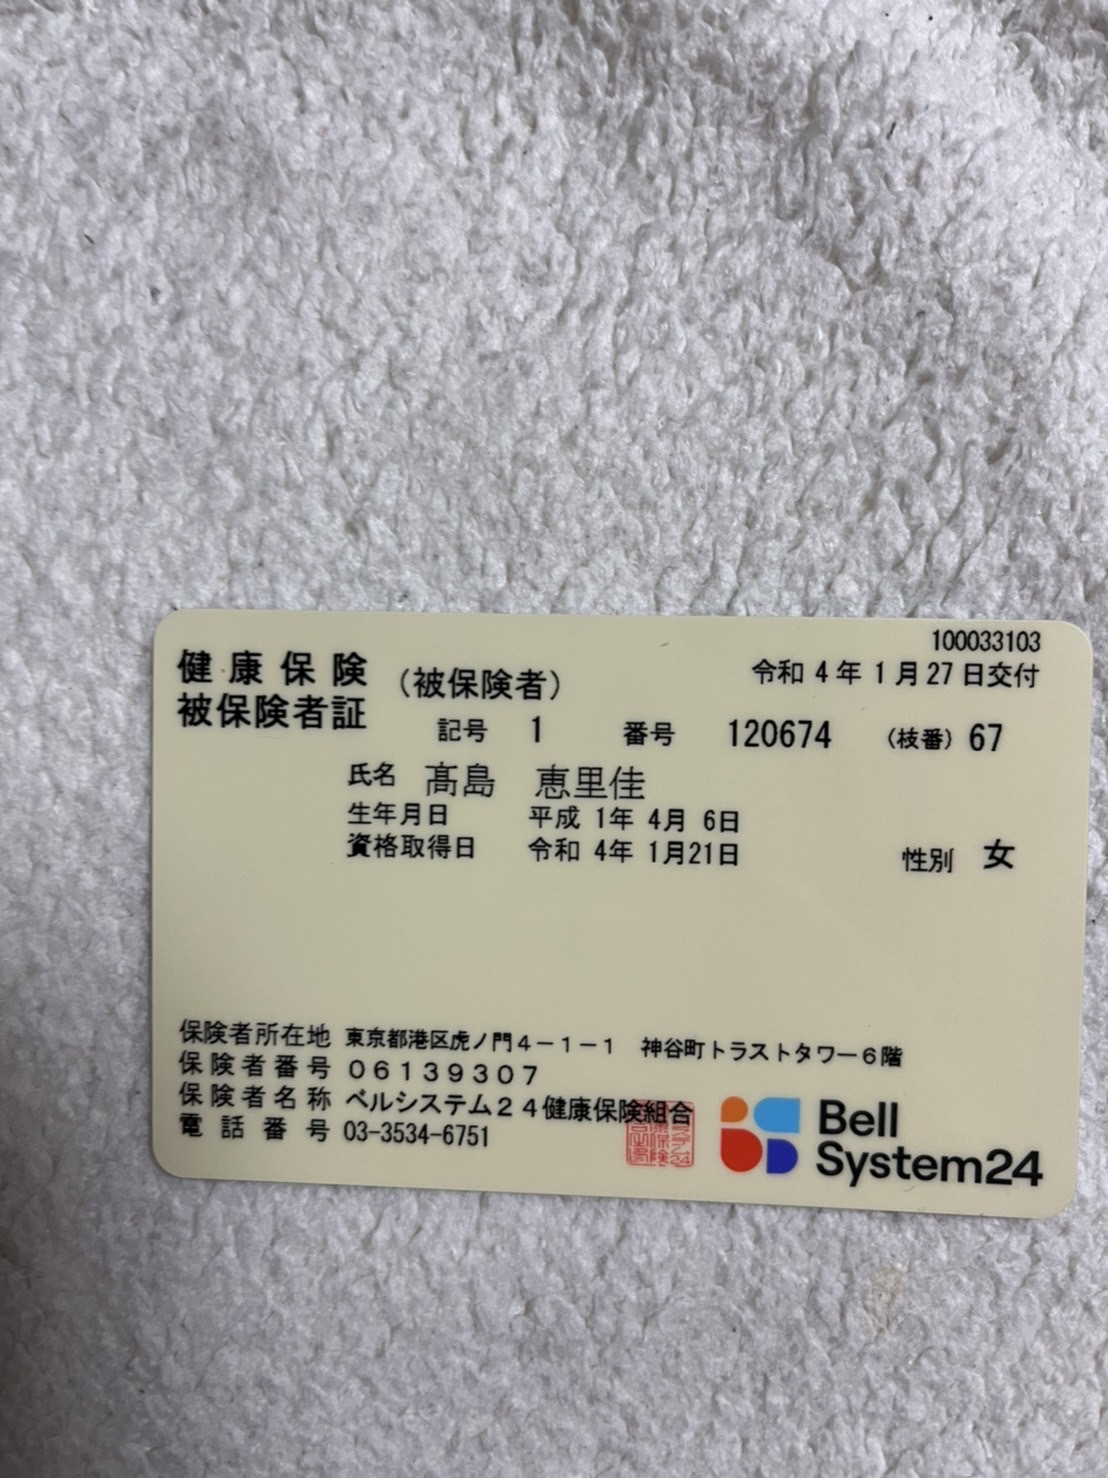 100033103
健康保険 (被保険者) 令和 4年 1月27日交付
被保険者証
記号 1 番号 120674 (枝番) 67
氏名 髙島 恵里佳
生年月日 平成 1年 4月 6日
資格取得日 令和 4年 1月21日 性別 女
保険者所在地 東京都港区虎ノ門4-1-1 神谷町トラストタワー6階
保険者番号 06139307
保険者名称 ベルシステム24健康保険組合
電話番号 03-3534-6751
Bell
System24